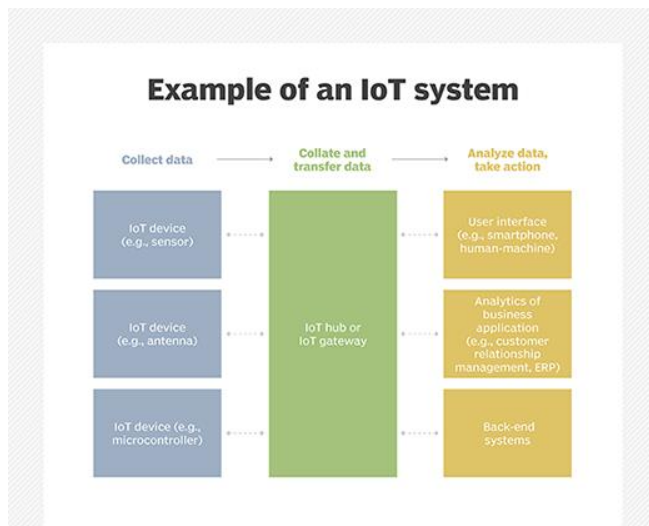 Example of an IoT system
Collect data
Collate and
transfer data
Analyze data,
take action
IoT device
(e.g., sensor)
IoT device
(e.g., antenna)
IoT device (e.g.,
microcontroller)
IoT hub or
IoT gateway
User interface
(e.g., smartphone,
human-machine)
Analytics of
business
application
(e.g., customer
relationship
management, ERP)
Back-end
systems